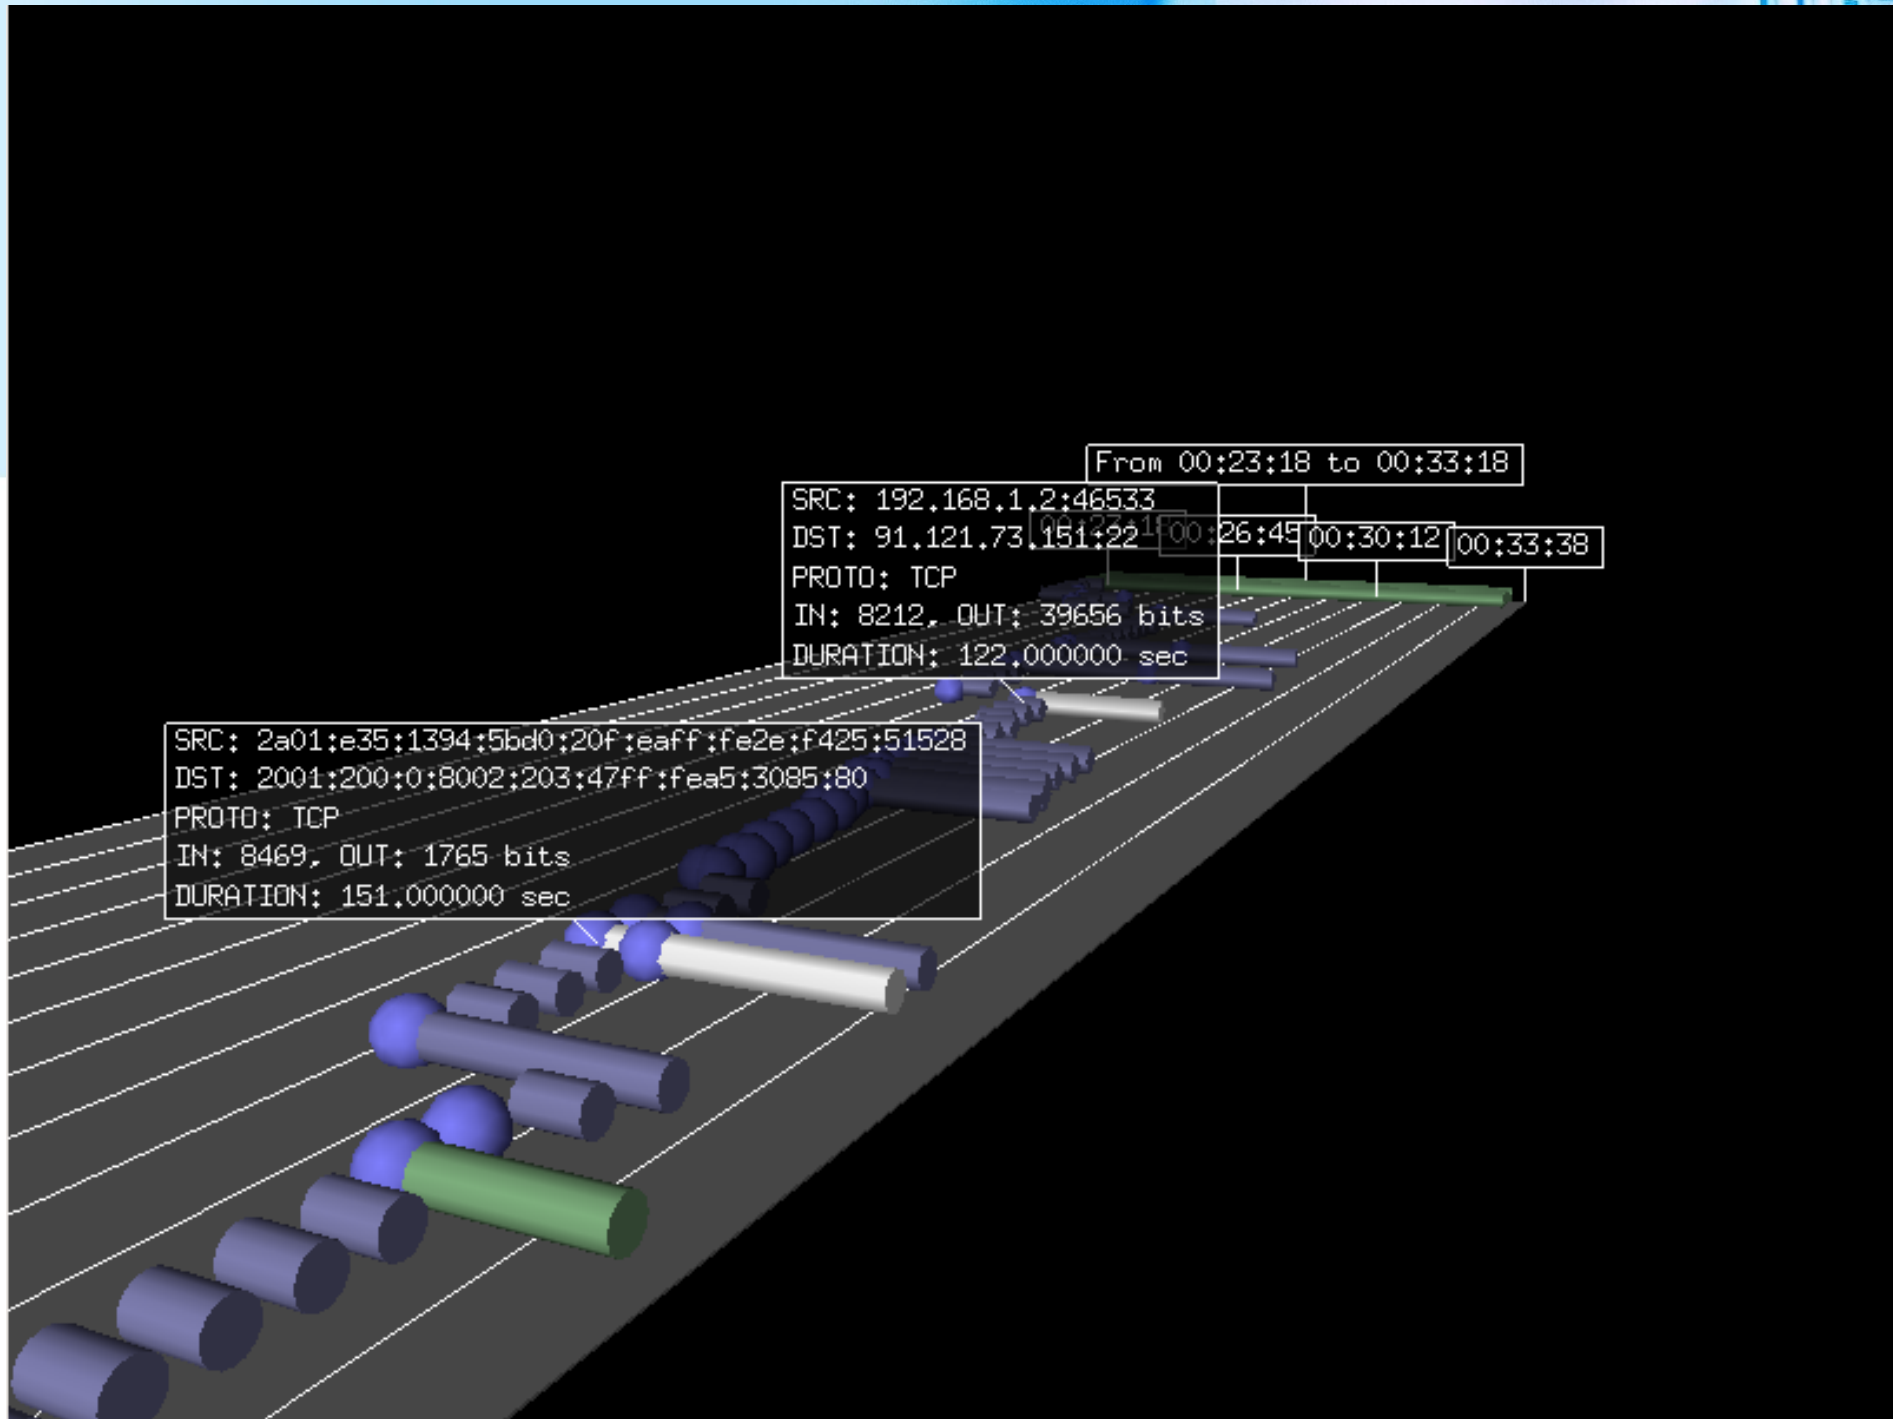 From 00:23:18 to 00:33:18
SRC: 192.168.1.2:46533
DST: 91.121.73.151:22
PROTO: TCP
IN: 8212, OUT: 39656 bits
DURATION: 122.000000 sec
00:23:18
00:26:45
00:30:12
00:33:38
SRC: 2a01:e35:1394:5bd0:20f:eaff:fe2e:f425:51528
DST: 2001:200:0:8002:203:47ff:fea5:3085:80
PROTO: TCP
IN: 8469, OUT: 1765 bits
DURATION: 151.000000 sec